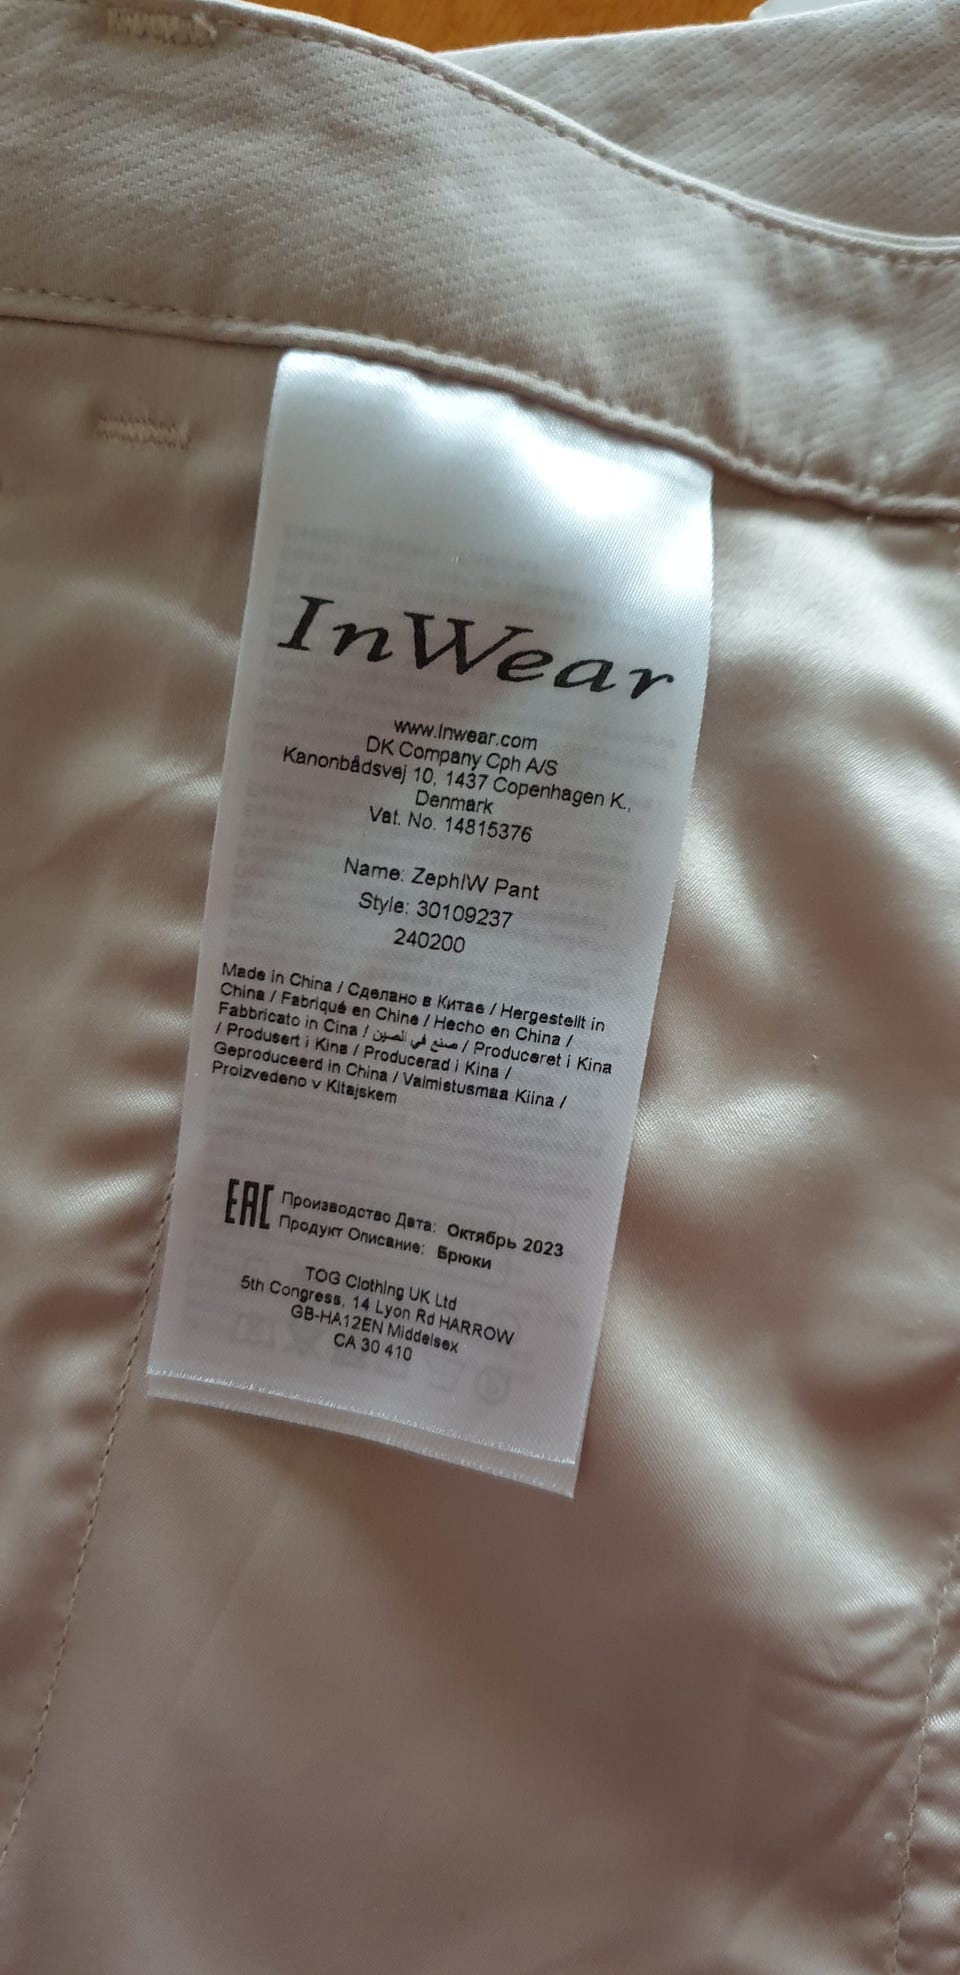 InWear
www.Inwear.com
DK Company Cph A/S
Kanonbådsvej 10, 1437 Copenhagen K.,
Denmark
Vat. No. 14815376
Name: ZephIW Pant
Style: 30109237
240200
Made in China / Сделано в Китае / Hergestellt in
China / Fabriqué en Chine / Hecho en China /
Fabbricato in Cina / صنع في الصين / Produceret i Kina
/ Produsert i Kina / Producerad i Kina /
Geproduceerd in China / Valmistusmaa Kiina /
Proizvedeno v Kitajskem
EAC Производство Дата: Октябрь 2023
Продукт Описание: Брюки
TOG Clothing UK Ltd
5th Congress, 14 Lyon Rd HARROW
GB-HA12EN Middelsex
CA 30 410